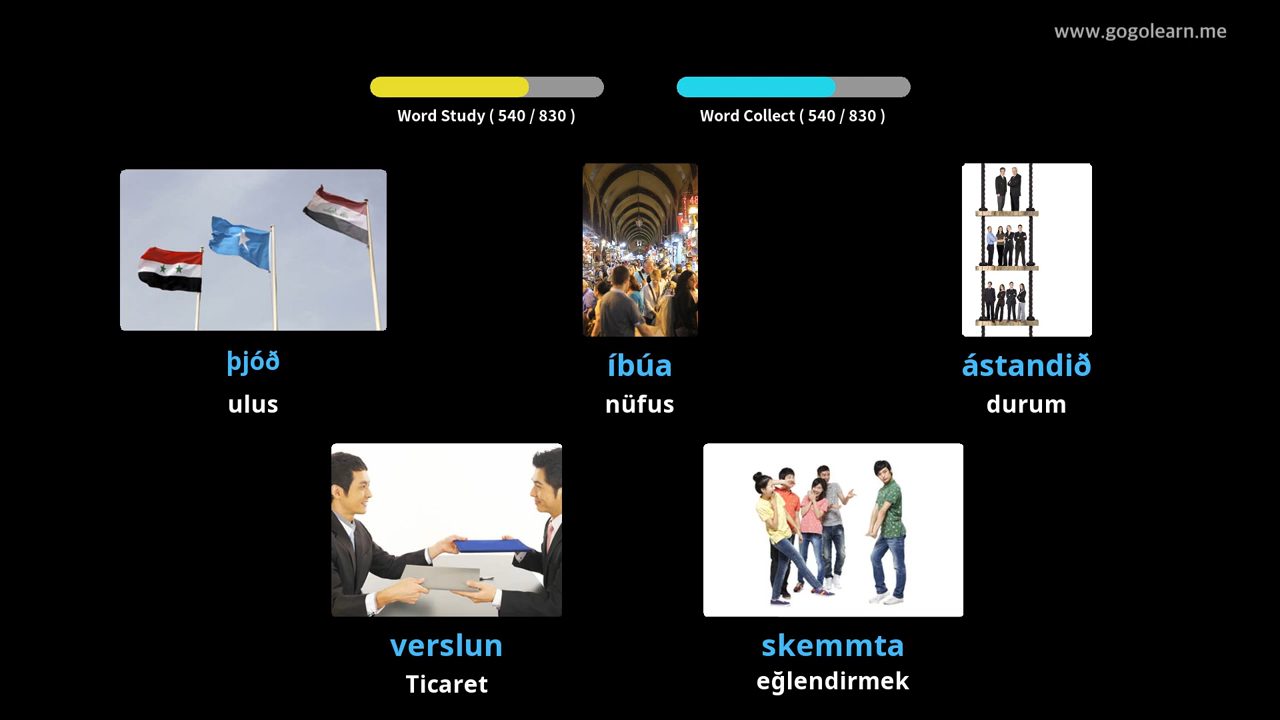 www.gogolearn.me
Word Study ( 540 / 830 )
Word Collect ( 540 / 830 )
þjóð
ulus
íbúa
nüfus
ástandið
durum
verslun
Ticaret
skemmta
eğlendirmek